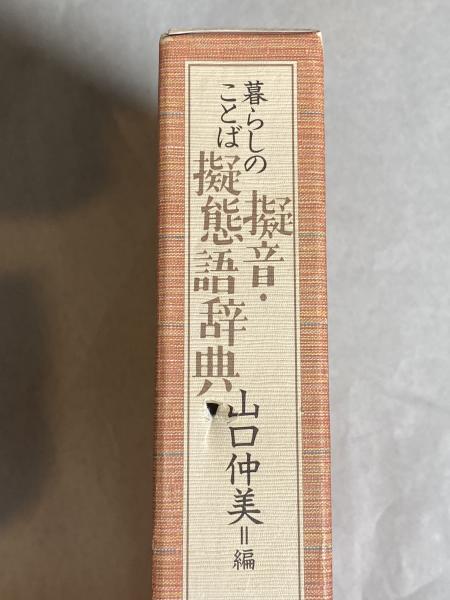 暮らしの
ことば
擬音・
擬態語辞典
山口仲美＝編